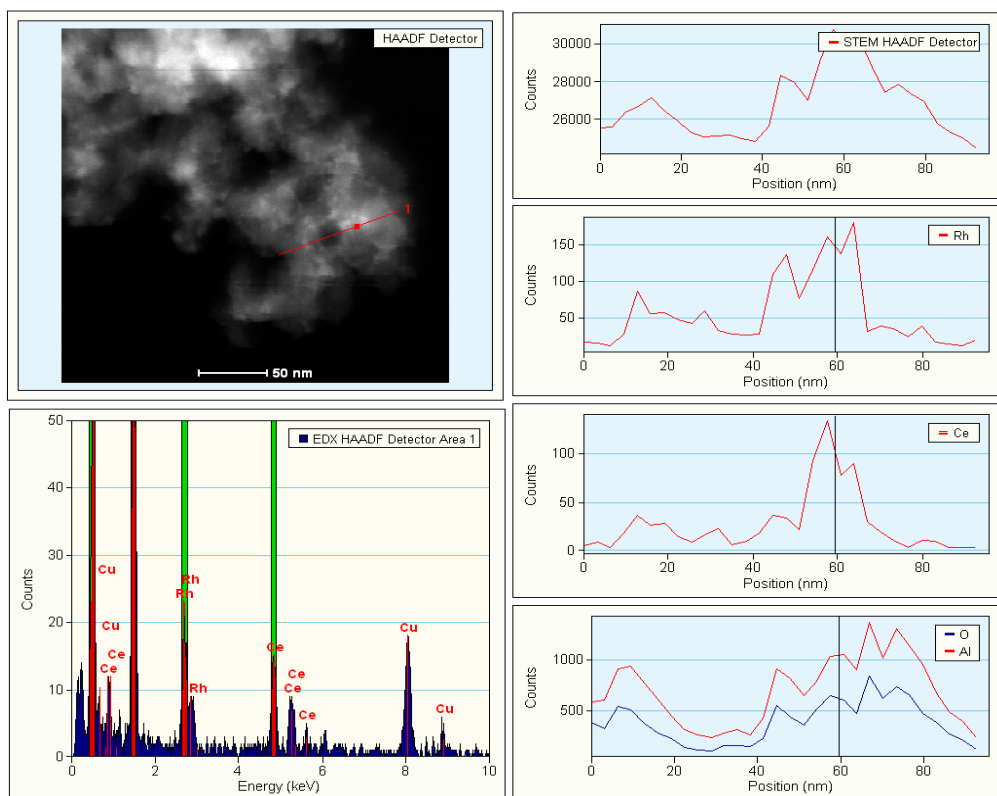 HAADF Detector
1
50 nm
STEM HAADF Detector
Counts
30000
28000
26000
0
20
40
60
80
Position (nm)
Rh
Counts
150
100
50
0
20
40
60
80
Position (nm)
EDX HAADF Detector Area 1
Counts
50
40
30
20
10
0
Cu
Cu
Ce
Ce
Rh
Rh
Rh
Ce
Ce
Ce
Ce
Cu
Cu
0
2
4
6
8
10
Energy (keV)
Ce
Counts
100
50
0
0
20
40
60
80
Position (nm)
O
Al
Counts
1000
500
0
20
40
60
80
Position (nm)